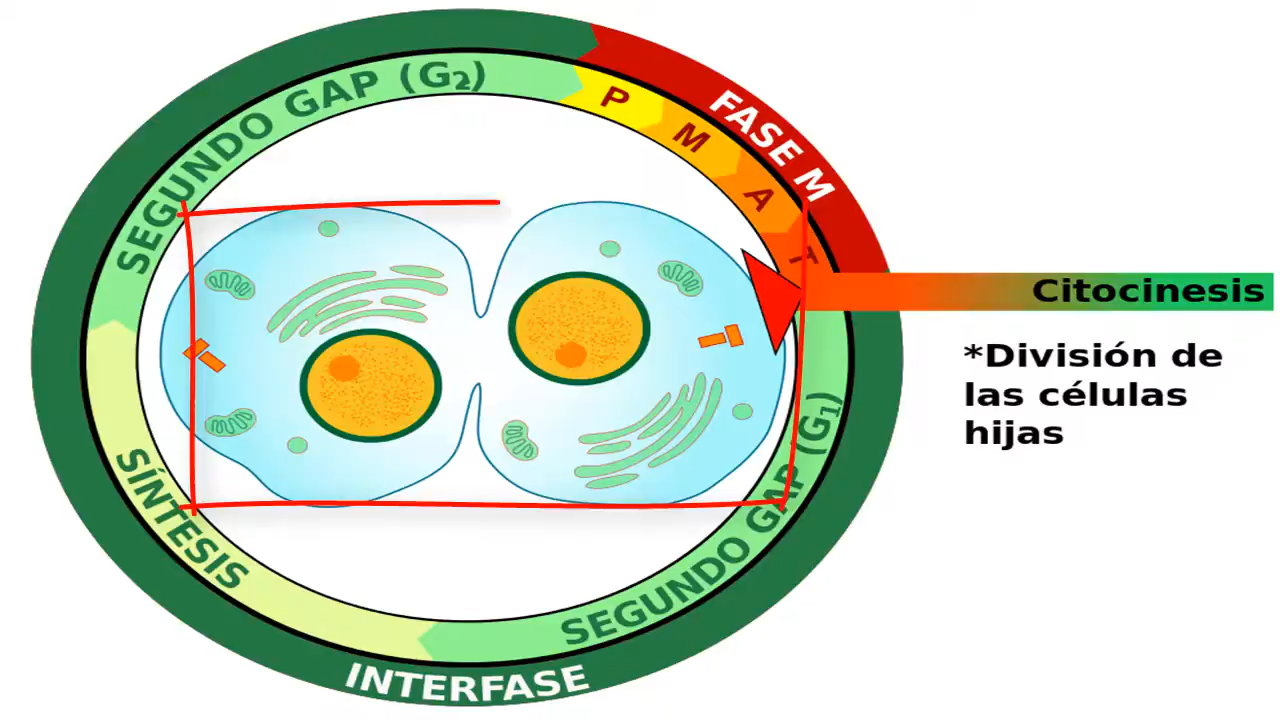 SEGUNDO GAP (G2)
P
M
A
T
FASE M
Citocinesis
*División de
las células
hijas
SEGUNDO GAP (G1)
SÍNTESIS
INTERFASE